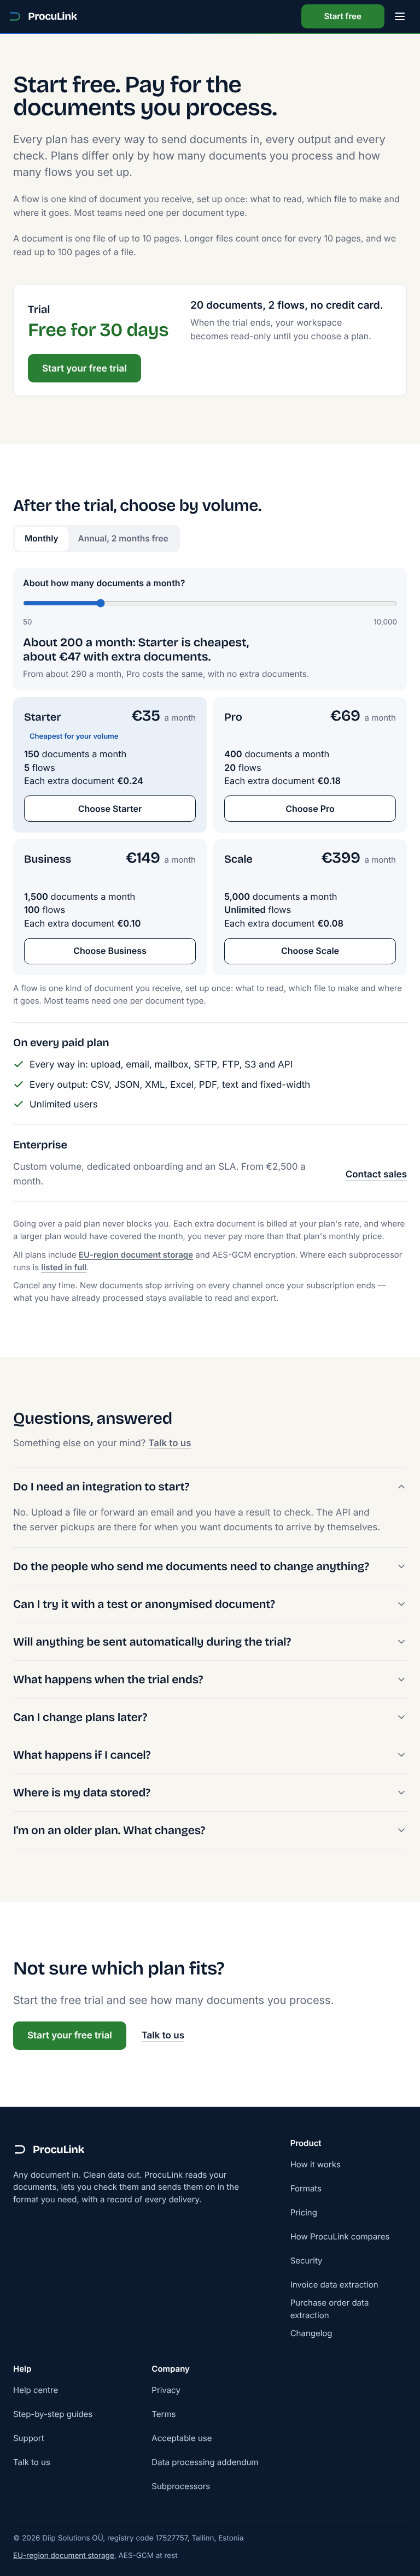 ProcuLink
Start free
Start free. Pay for the
documents you process.
Every plan has every way to send documents in, every output and every
check. Plans differ only by how many documents you process and how
many flows you set up.
A flow is one kind of document you receive, set up once: what to read, which file to make and
where it goes. Most teams need one per document type.
A document is one file of up to 10 pages. Longer files count once for every 10 pages, and we
read up to 100 pages of a file.
Trial
Free for 30 days
Start your free trial
20 documents, 2 flows, no credit card.
When the trial ends, your workspace
becomes read-only until you choose a plan.
After the trial, choose by volume.
Monthly
Annual, 2 months free
About how many documents a month?
50
10,000
About 200 a month: Starter is cheapest,
about €47 with extra documents.
From about 290 a month, Pro costs the same, with no extra documents.
Starter
€35 a month
Cheapest for your volume
150 documents a month
5 flows
Each extra document €0.24
Choose Starter
Pro
€69 a month
400 documents a month
20 flows
Each extra document €0.18
Choose Pro
Business
€149 a month
1,500 documents a month
100 flows
Each extra document €0.10
Choose Business
Scale
€399 a month
5,000 documents a month
Unlimited flows
Each extra document €0.08
Choose Scale
A flow is one kind of document you receive, set up once: what to read, which file to make and where
it goes. Most teams need one per document type.
On every paid plan
Every way in: upload, email, mailbox, SFTP, FTP, S3 and API
Every output: CSV, JSON, XML, Excel, PDF, text and fixed-width
Unlimited users
Enterprise
Custom volume, dedicated onboarding and an SLA. From €2,500 a
month.
Contact sales
Going over a paid plan never blocks you. Each extra document is billed at your plan's rate, and where
a larger plan would have covered the month, you never pay more than that plan's monthly price.
All plans include EU-region document storage and AES-GCM encryption. Where each subprocessor
runs is listed in full.
Cancel any time. New documents stop arriving on every channel once your subscription ends —
what you have already processed stays available to read and export.
Questions, answered
Something else on your mind? Talk to us
Do I need an integration to start?
No. Upload a file or forward an email and you have a result to check. The API and
the server pickups are there for when you want documents to arrive by themselves.
Do the people who send me documents need to change anything?
Can I try it with a test or anonymised document?
Will anything be sent automatically during the trial?
What happens when the trial ends?
Can I change plans later?
What happens if I cancel?
Where is my data stored?
I'm on an older plan. What changes?
Not sure which plan fits?
Start the free trial and see how many documents you process.
Start your free trial
Talk to us
ProcuLink
Any document in. Clean data out. ProcuLink reads your
documents, lets you check them and sends them on in the
format you need, with a record of every delivery.
Product
How it works
Formats
Pricing
How ProcuLink compares
Security
Invoice data extraction
Purchase order data
extraction
Changelog
Help
Help centre
Step-by-step guides
Support
Talk to us
Company
Privacy
Terms
Acceptable use
Data processing addendum
Subprocessors
© 2026 Diip Solutions OÜ, registry code 17527757, Tallinn, Estonia
EU-region document storage, AES-GCM at rest